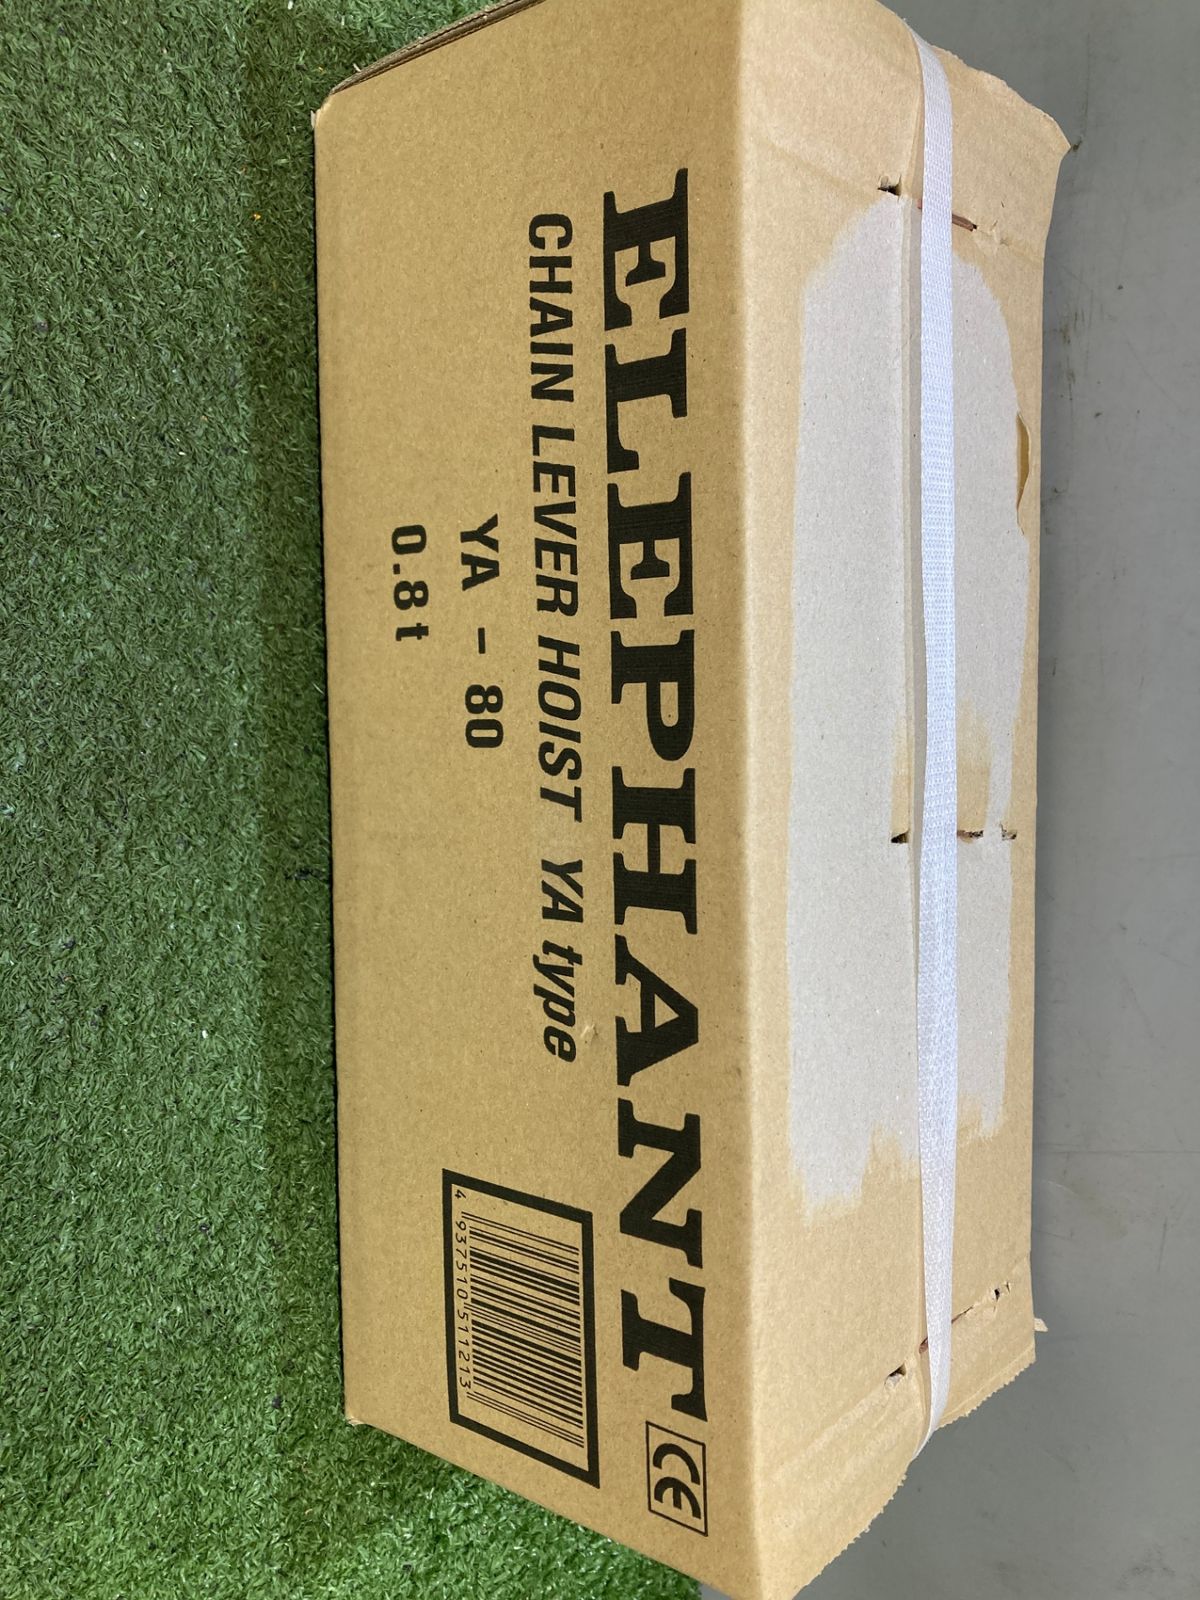 ELEPHANT CE
CHAIN LEVER HOIST YA type
YA - 80
0.8t
4 937510 511213